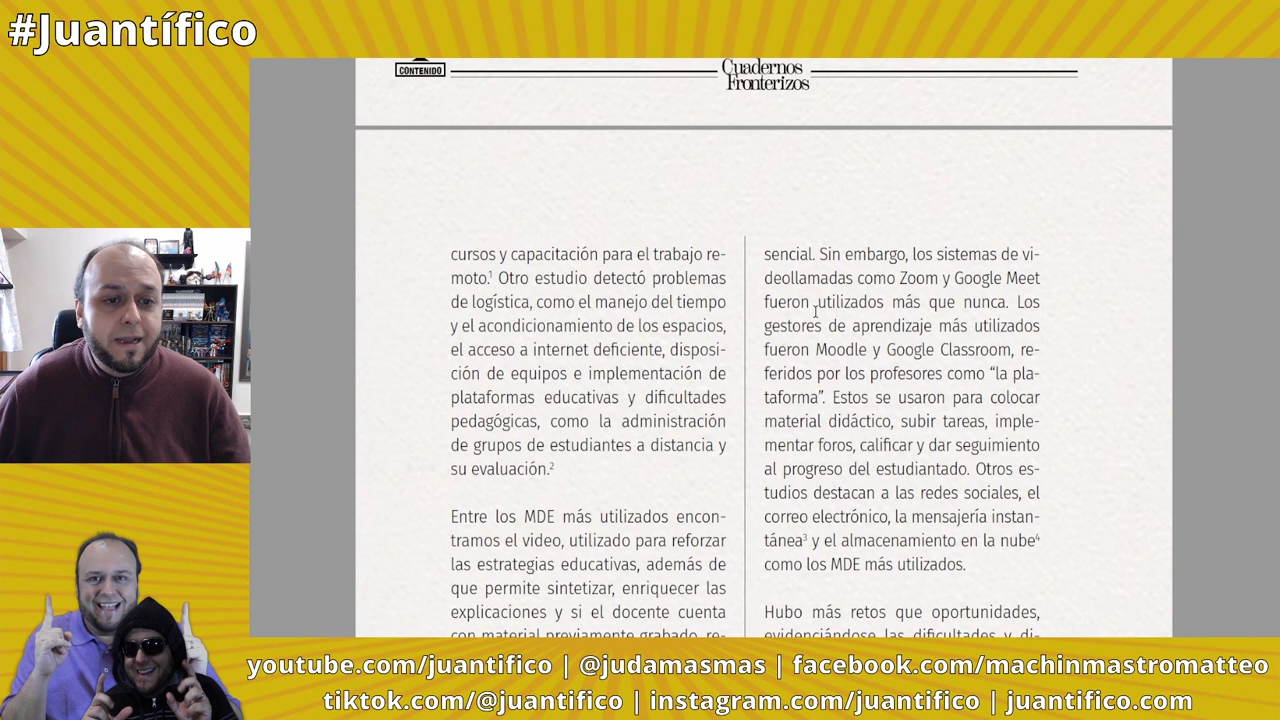 #Juantífico
CONTENIDO
Cuadernos
Fronterizos
cursos y capacitación para el trabajo re-
moto.1 Otro estudio detectó problemas
de logística, como el manejo del tiempo
y el acondicionamiento de los espacios,
el acceso a internet deficiente, disposi-
ción de equipos e implementación de
plataformas educativas y dificultades
pedagógicas, como la administración
de grupos de estudiantes a distancia y
su evaluación.2
Entre los MDE más utilizados encon-
tramos el video, utilizado para reforzar
las estrategias educativas, además de
que permite sintetizar, enriquecer las
explicaciones y si el docente cuenta
con material previamente grabado, re-
sencial. Sin embargo, los sistemas de vi-
deollamadas como Zoom y Google Meet
fueron utilizados más que nunca. Los
gestores de aprendizaje más utilizados
fueron Moodle y Google Classroom, re-
feridos por los profesores como “la pla-
taforma”. Estos se usaron para colocar
material didáctico, subir tareas, imple-
mentar foros, calificar y dar seguimiento
al progreso del estudiantado. Otros es-
tudios destacan a las redes sociales, el
correo electrónico, la mensajería instan-
tánea3 y el almacenamiento en la nube4
como los MDE más utilizados.
Hubo más retos que oportunidades,
evidenciándose las dificultades y di-
youtube.com/juantifico | @judamasmas | facebook.com/machinmastromatteo
tiktok.com/@juantifico | instagram.com/juantifico | juantifico.com